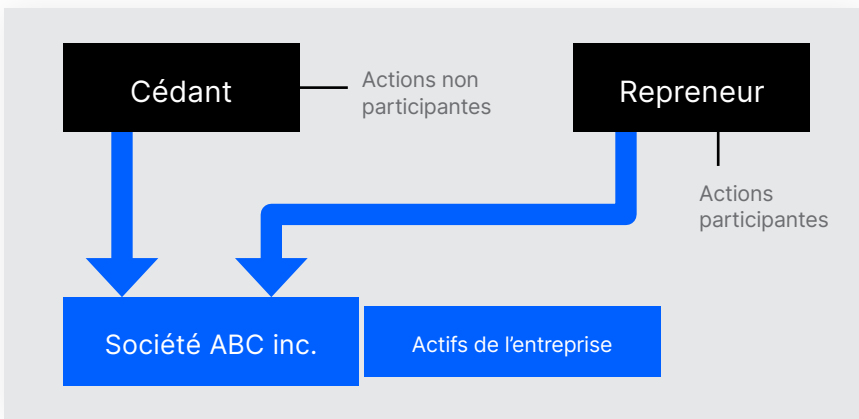 Cédant
Actions non
participantes
Repreneur
Actions
participantes
Société ABC inc.
Actifs de l’entreprise